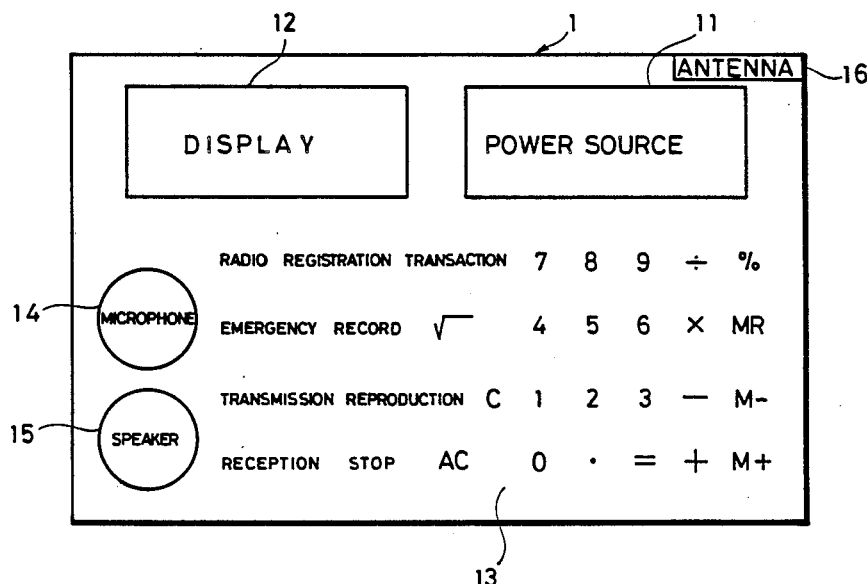 12 1 11
ANTENNA 16
DISPLAY POWER SOURCE
RADIO REGISTRATION TRANSACTION 7 8 9 ÷ %
14 MICROPHONE EMERGENCY RECORD √ 4 5 6 × MR
TRANSMISSION REPRODUCTION C 1 2 3 — M-
15 SPEAKER
RECEPTION STOP AC 0 · = + M+
13